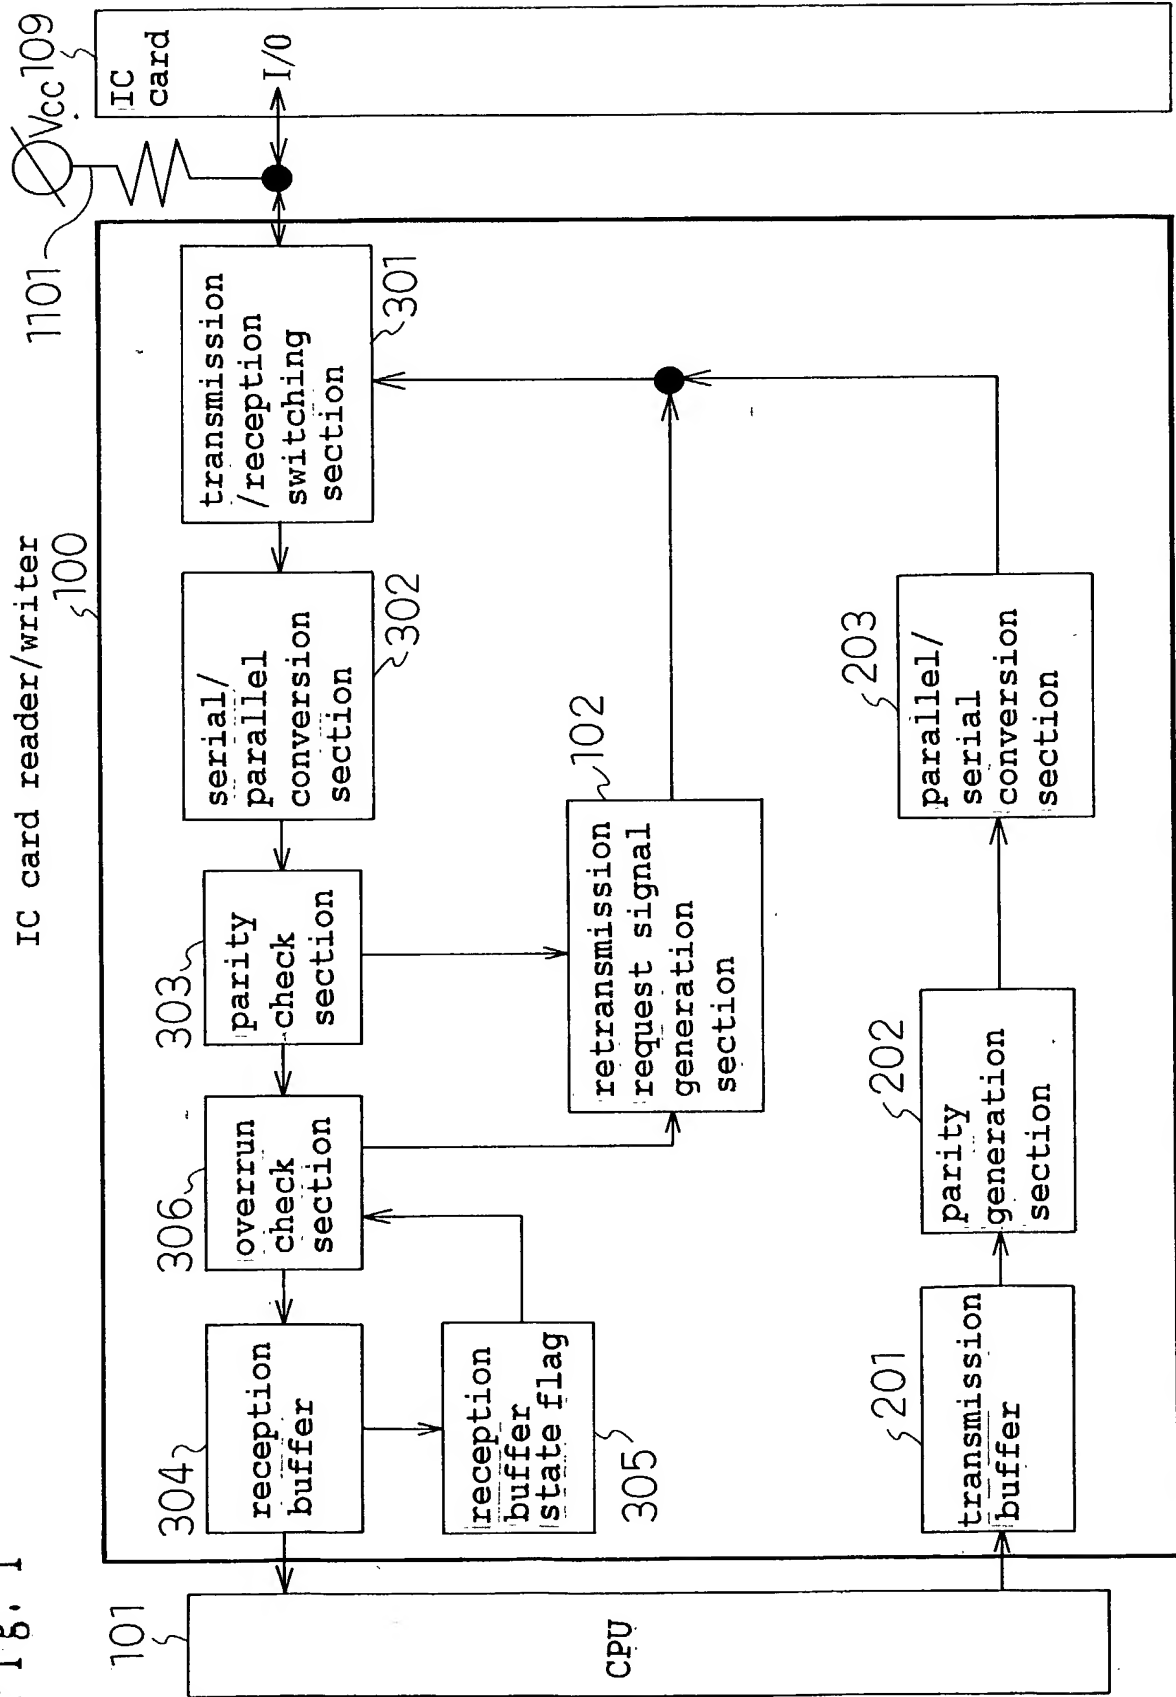 Fig. 1
IC card reader/writer
100
1101
Vcc
109
IC
card
I/O
transmission
/reception
switching
section
301
serial/
parallel
conversion
section
302
303
parity
check
section
306
overrun
check
section
304
reception
buffer
reception
buffer
state flag
305
retransmission
request signal
generation
section
102
101
CPU
201
transmission
buffer
202
parity
generation
section
203
parallel/
serial
conversion
section